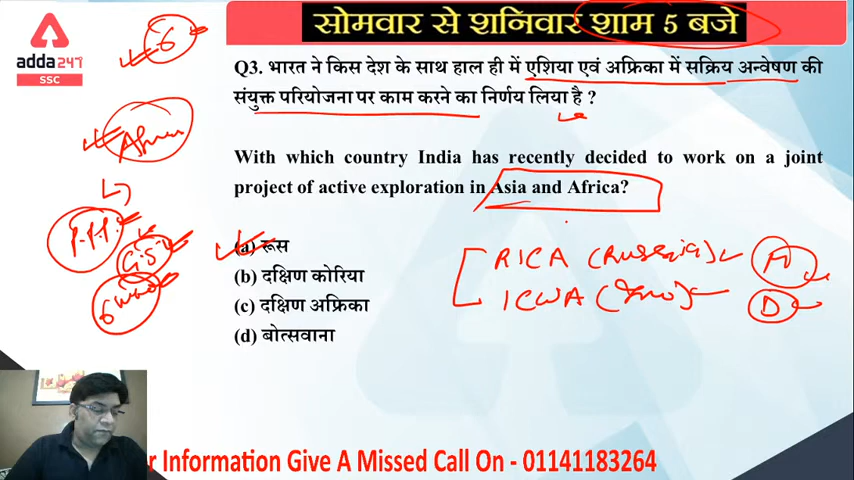 सोमवार से शनिवार शाम 5 बजे
adda247
SSC
6
Q3. भारत ने किस देश के साथ हाल ही में एशिया एवं अफ्रिका में सक्रिय अन्वेषण की
संयुक्त परियोजना पर काम करने का निर्णय लिया है ?
With which country India has recently decided to work on a joint
project of active exploration in Asia and Africa?
P.P.P.
(a) रूस
(b) दक्षिण कोरिया
(c) दक्षिण अफ्रिका
(d) बोत्सवाना
RICA (Russia)
ICWA
D
r Information Give A Missed Call On - 01141183264